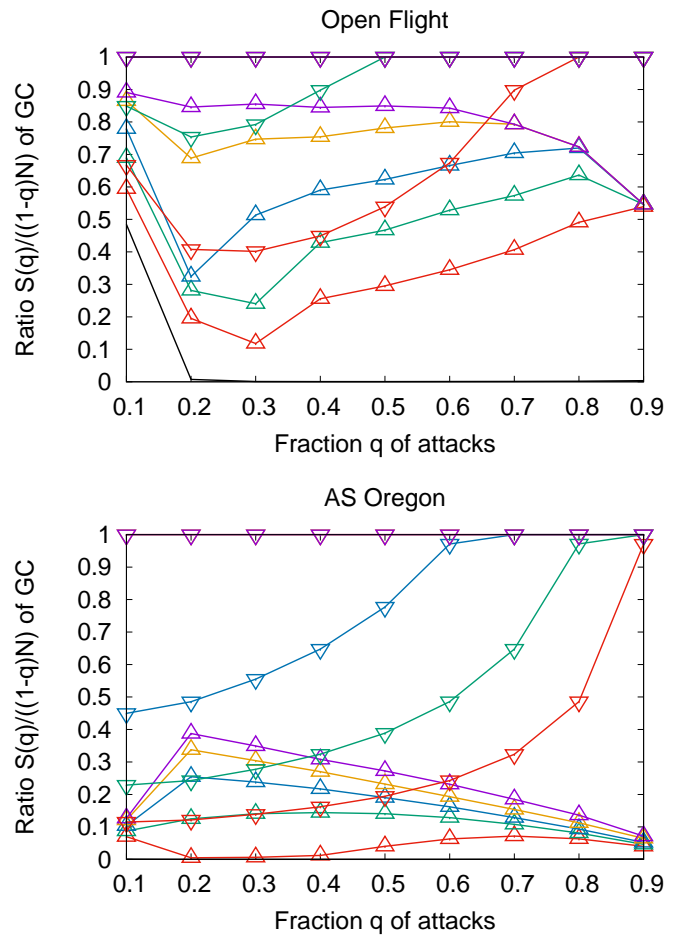 Open Flight
Ratio S(q)/((1-q)N) of GC
1
0.9
0.8
0.7
0.6
0.5
0.4
0.3
0.2
0.1
0
0.1 0.2 0.3 0.4 0.5 0.6 0.7 0.8 0.9
Fraction q of attacks
AS Oregon
Ratio S(q)/((1-q)N) of GC
1
0.9
0.8
0.7
0.6
0.5
0.4
0.3
0.2
0.1
0
0.1 0.2 0.3 0.4 0.5 0.6 0.7 0.8 0.9
Fraction q of attacks